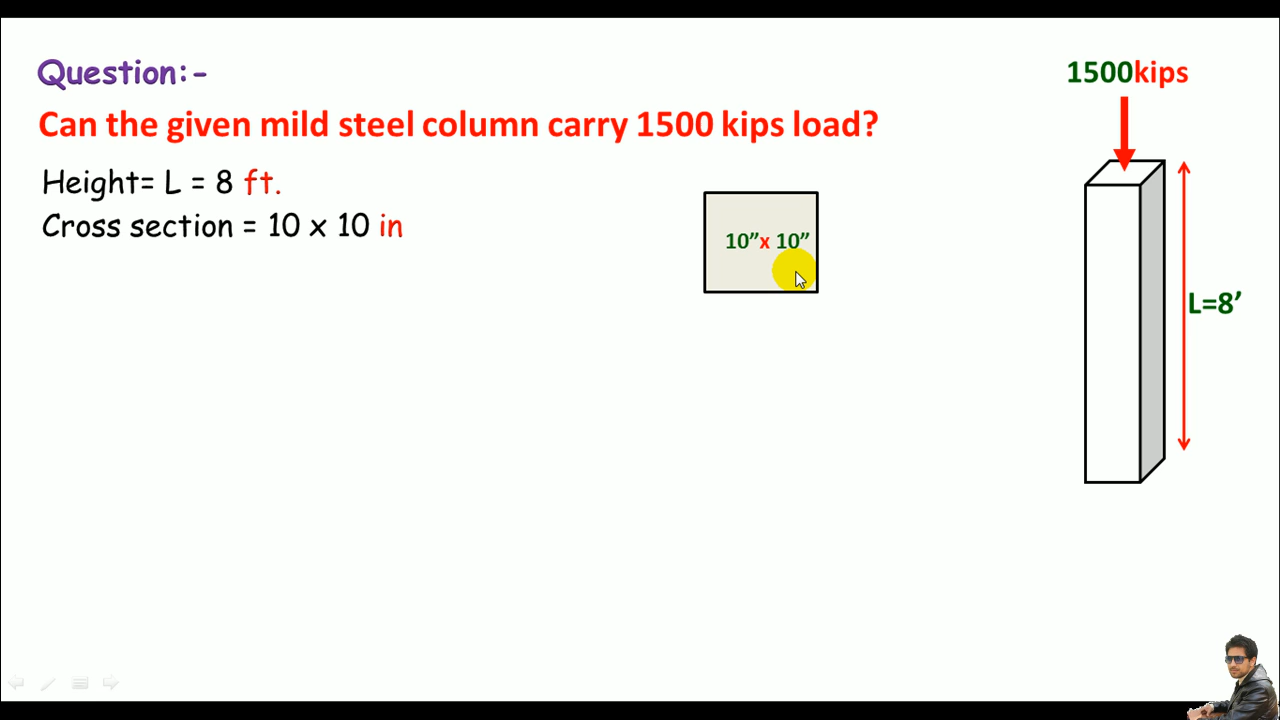 Question:-
1500kips
Can the given mild steel column carry 1500 kips load?
Height= L = 8 ft.
Cross section = 10 x 10 in
10”x 10”
L=8’